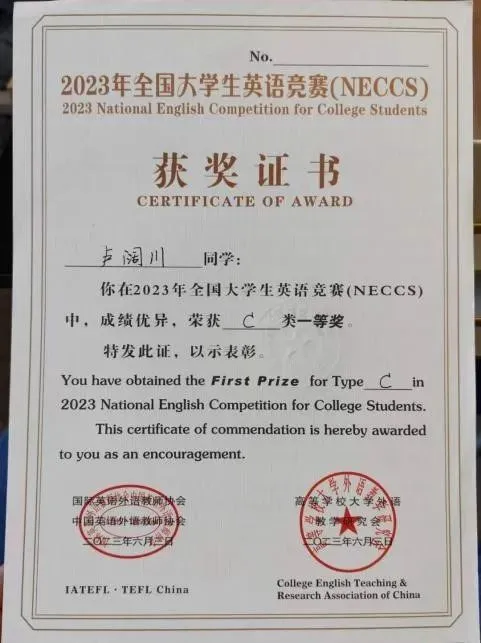 No.
2023年全国大学生英语竞赛(NECCS)
2023 National English Competition for College Students
获奖证书
CERTIFICATE OF AWARD
卢阔川同学：
你在2023年全国大学生英语竞赛(NECCS)
中，成绩优异，荣获 C 类一等奖。
特发此证，以示表彰。
You have obtained the First Prize for Type C in
2023 National English Competition for College Students.
This certificate of commendation is hereby awarded
to you as an encouragement.
国际英语外语教师协会
中国英语外语教师协会
二〇二三年六月三日
IATEFL · TEFL China
高等学校大学外语
教学研究会
二〇二三年六月三日
College English Teaching &
Research Association of China